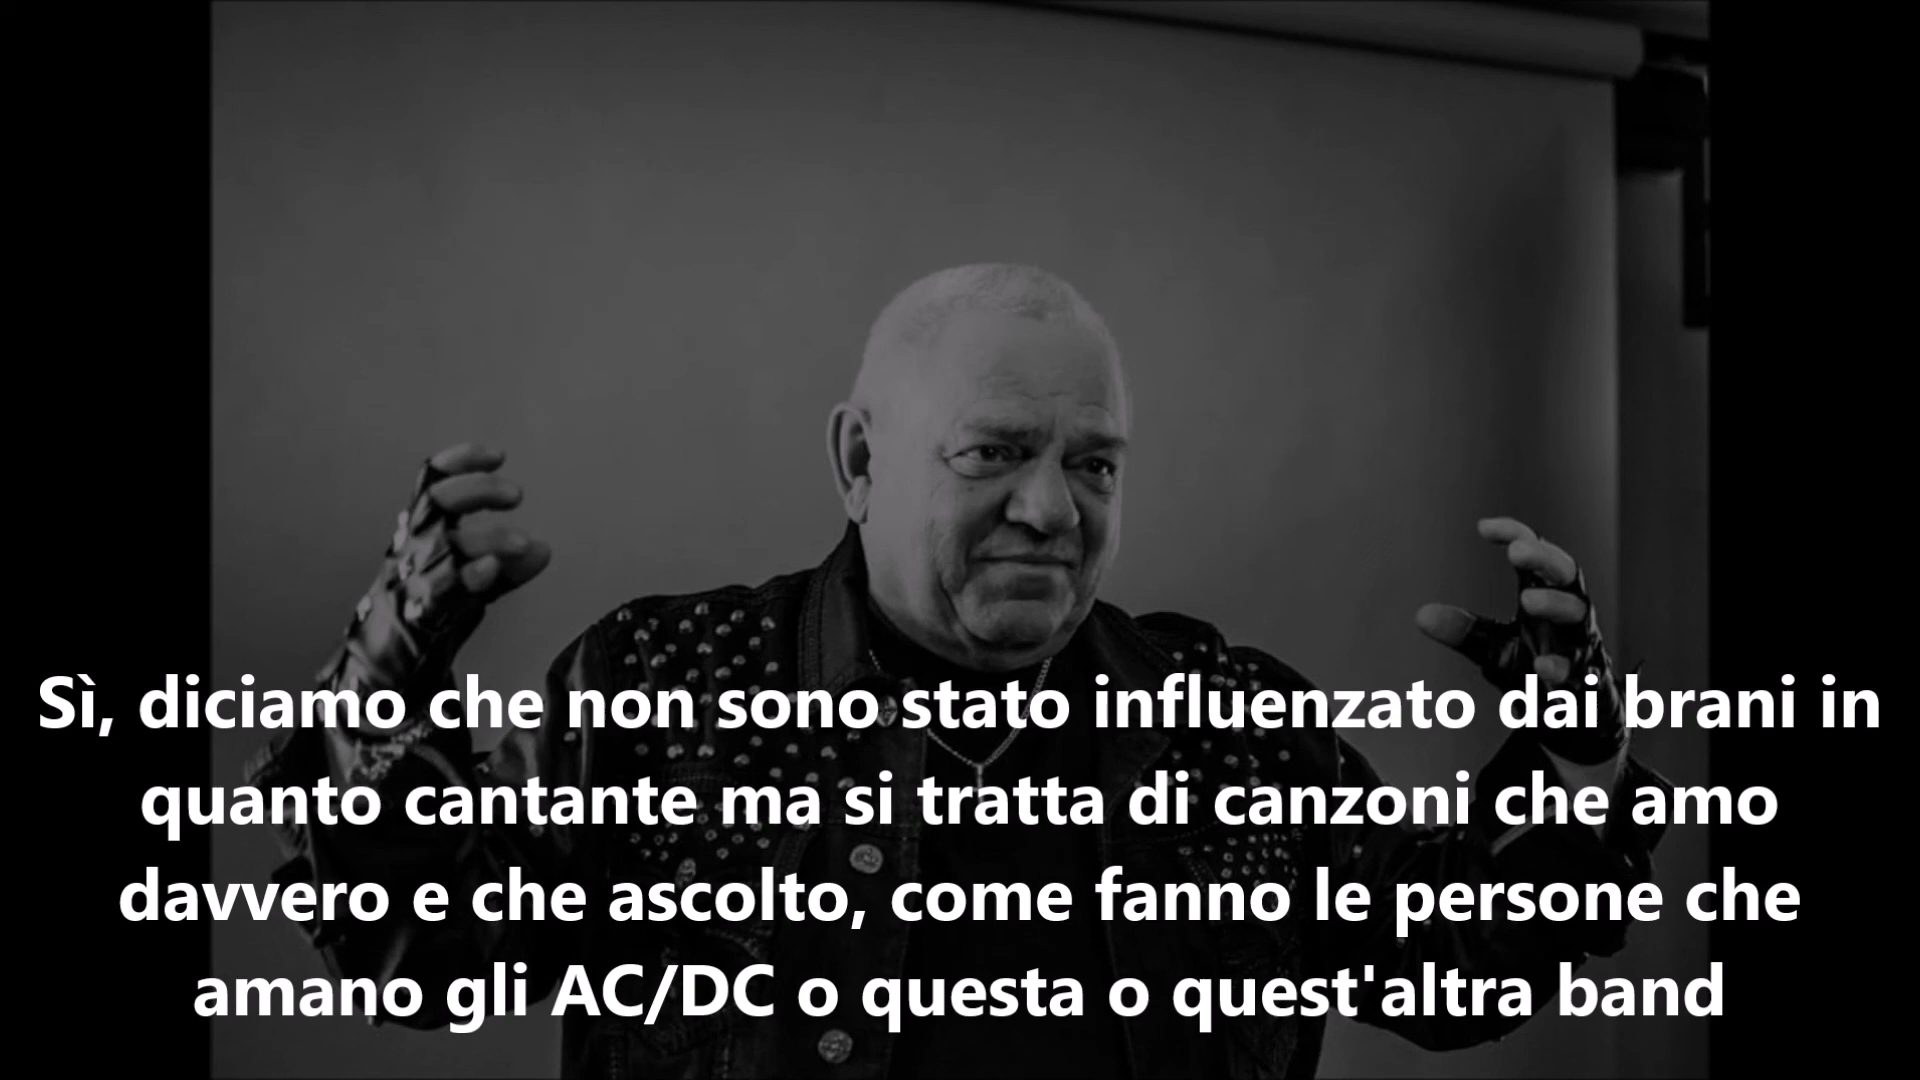 Sì, diciamo che non sono stato influenzato dai brani in
quanto cantante ma si tratta di canzoni che amo
davvero e che ascolto, come fanno le persone che
amano gli AC/DC o questa o quest'altra band